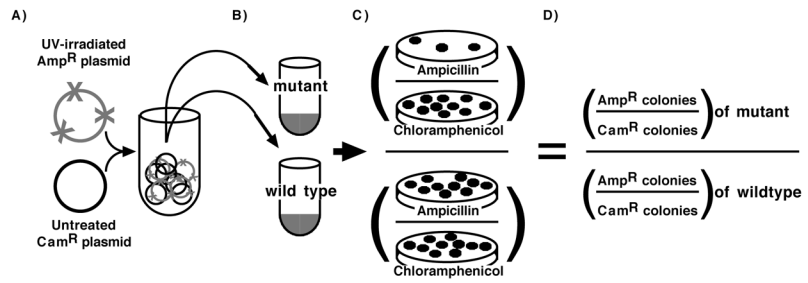 A)
UV-irradiated
AmpR plasmid
Untreated
CamR plasmid
B)
mutant
wild type
C)
Ampicillin
Chloramphenicol
Ampicillin
Chloramphenicol
D)
=
(AmpR colonies
CamR colonies) of mutant
(AmpR colonies
CamR colonies) of wildtype